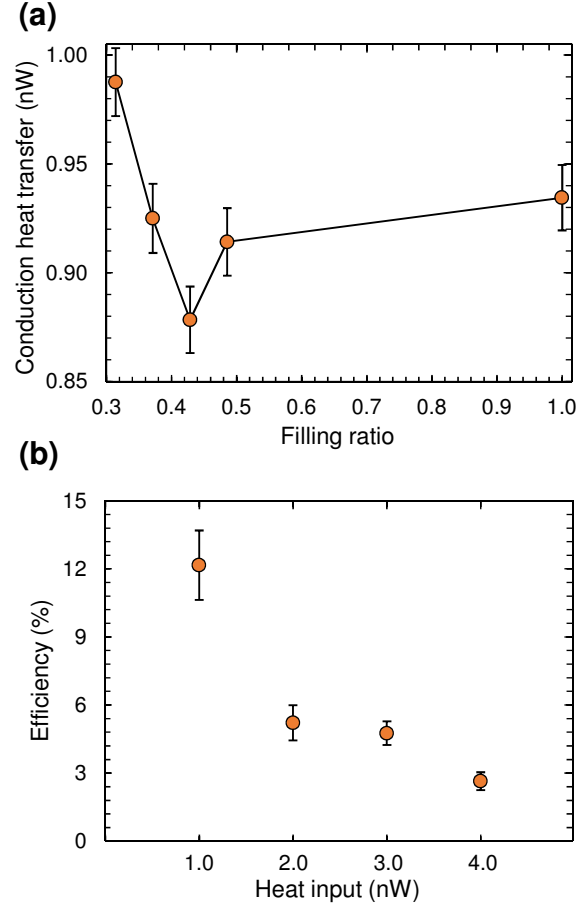 (a)
Conduction heat transfer (nW)
1.00
0.95
0.90
0.85
0.3 0.4 0.5 0.6 0.7 0.8 0.9 1.0
Filling ratio
(b)
Efficiency (%)
15
12
9
6
3
0
1.0 2.0 3.0 4.0
Heat input (nW)